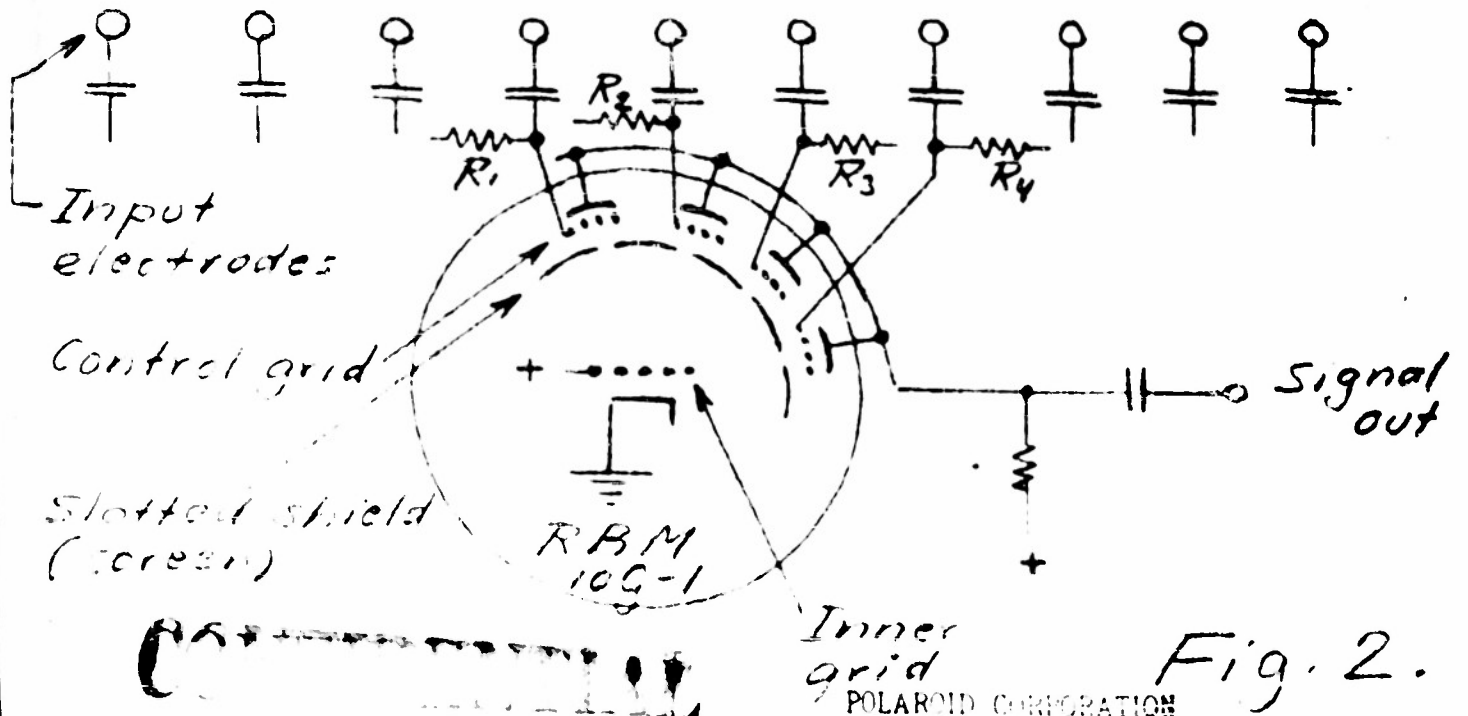 R2
R1
R3
R4
Input
electrodes
Control grid
+
Signal
out
Slotted shield
(screen)
RBM
10G-1
+
Inner
grid
Fig. 2.
POLAROID CORPORATION